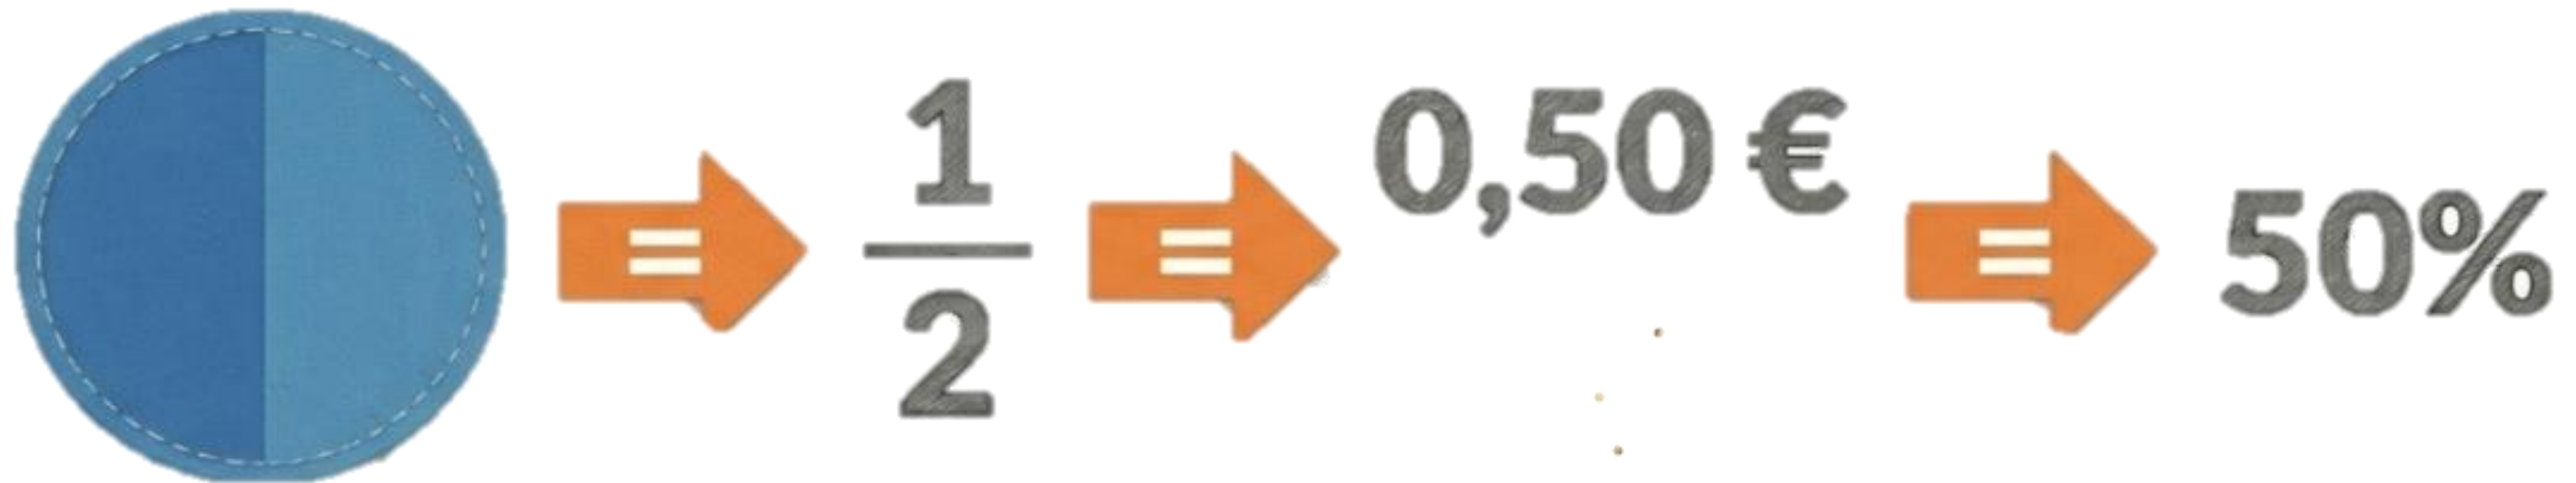 = 1/2 = 0,50 € = 50%